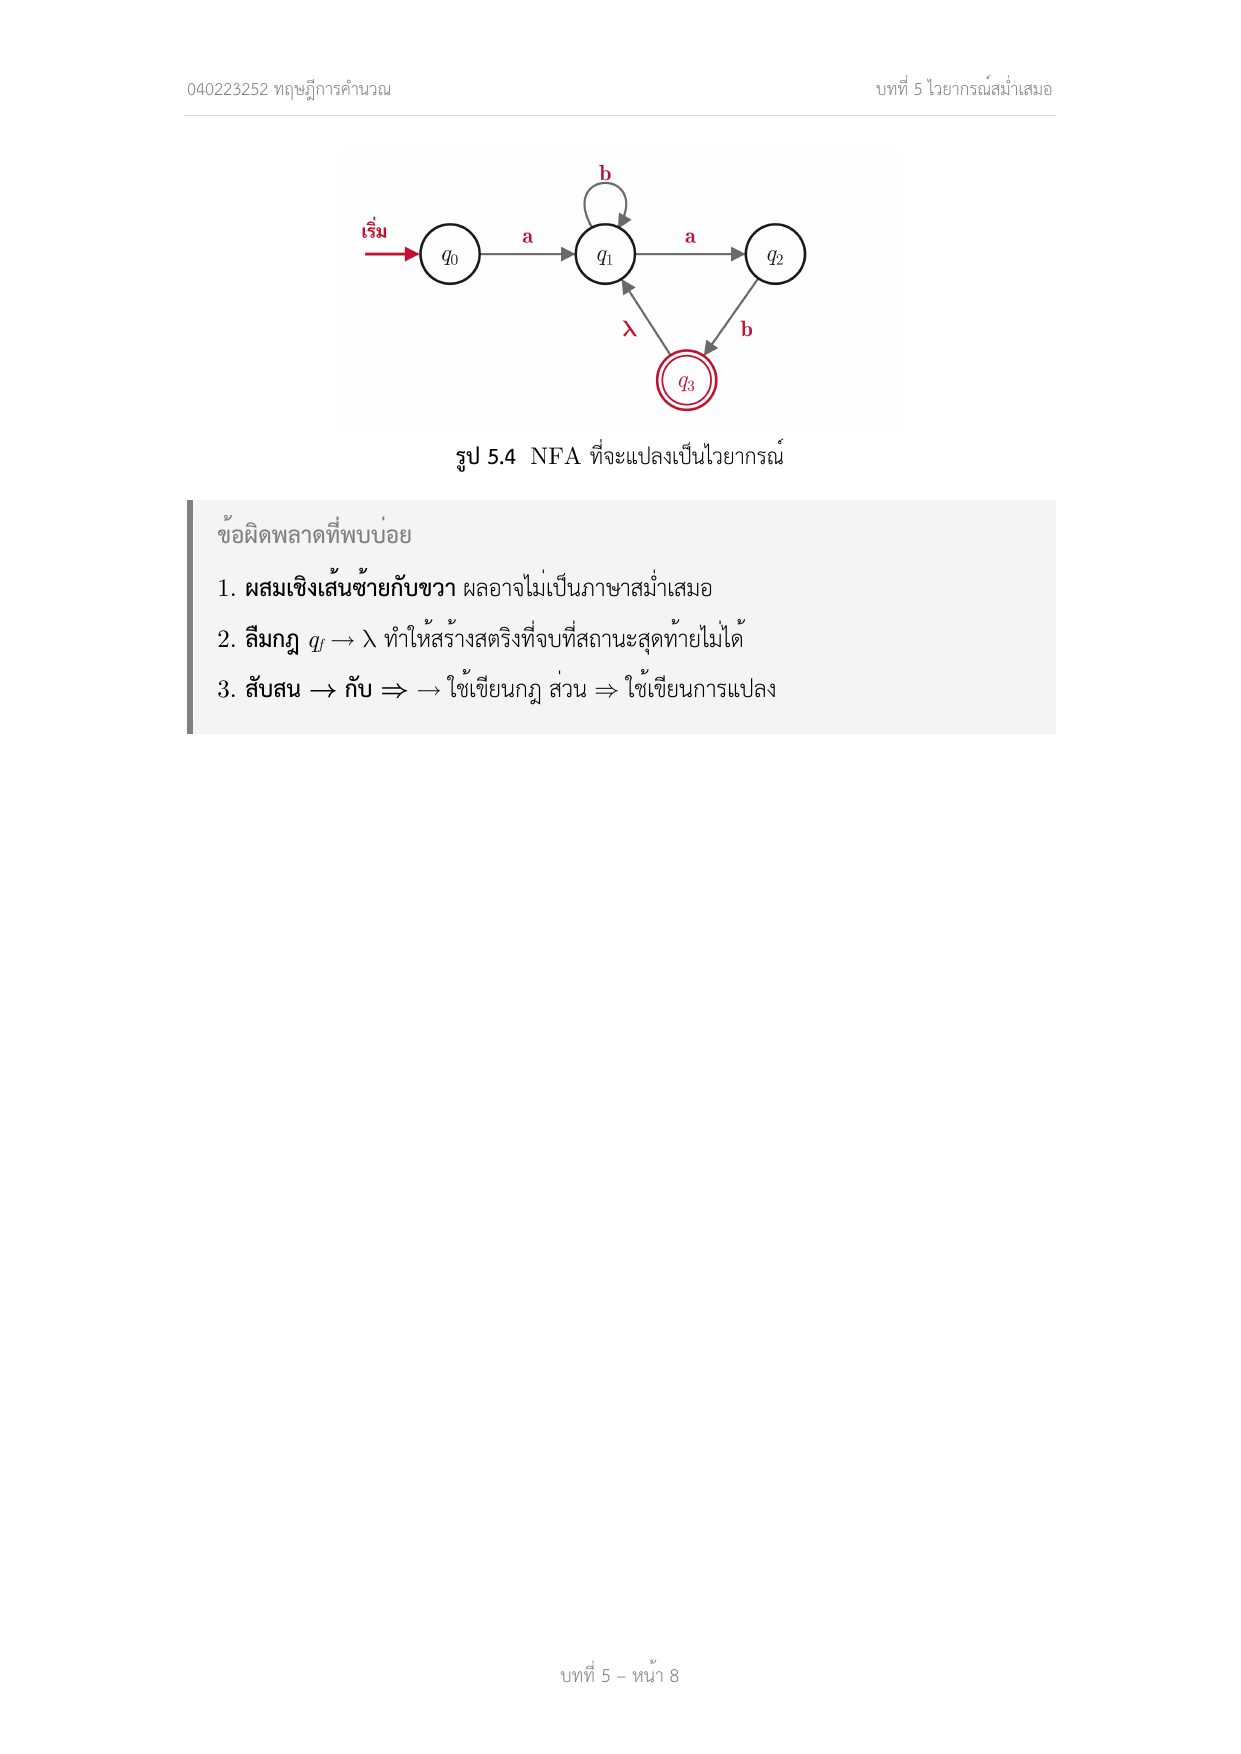 040223252 ทฤษฎีการคำนวณ บทที่ 5 ไวยากรณ์สม่ำเสมอ
b
เริ่ม
a a
q₀ q₁ q₂
λ b
q₃
รูป 5.4 NFA ที่จะแปลงเป็นไวยากรณ์
ข้อผิดพลาดที่พบบ่อย
1. ผสมเชิงเส้นซ้ายกับขวา ผลอาจไม่เป็นภาษาสม่ำเสมอ
2. ลืมกฎ q_f → λ ทำให้สร้างสตริงที่จบที่สถานะสุดท้ายไม่ได้
3. สับสน → กับ ⇒ → ใช้เขียนกฎ ส่วน ⇒ ใช้เขียนการแปลง
บทที่ 5 – หน้า 8